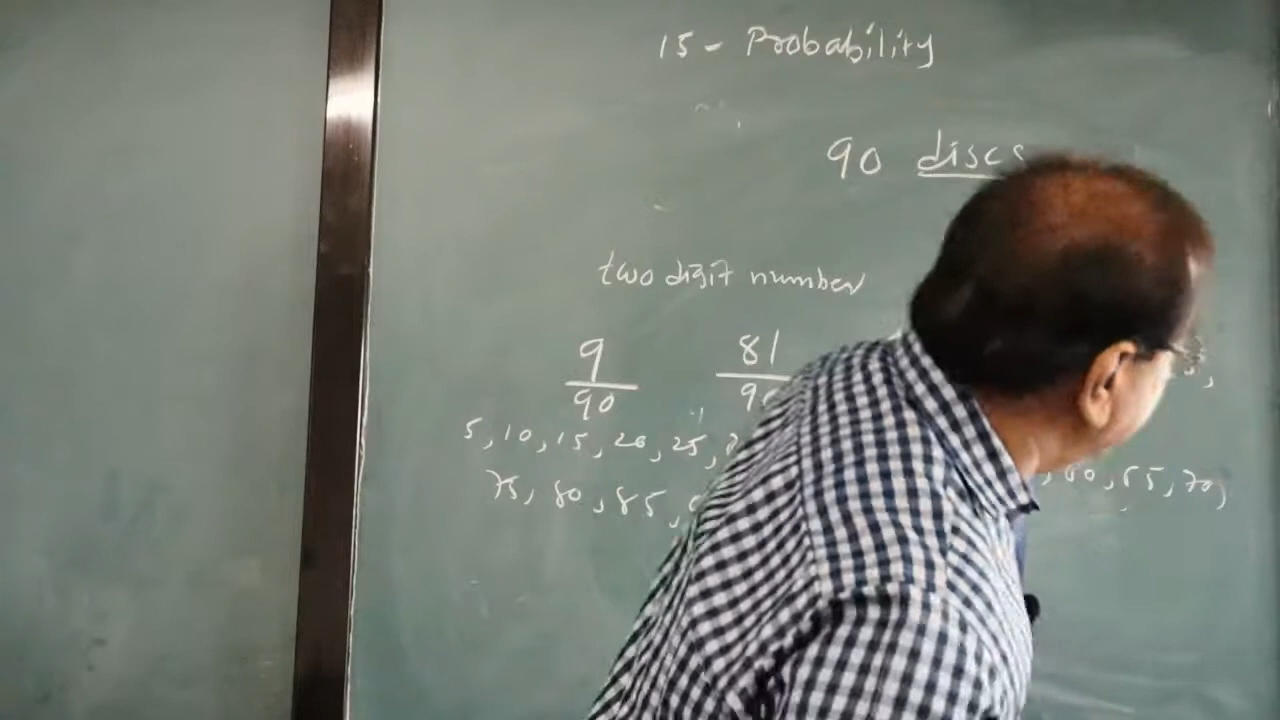 15 - Probability
90 discs
two digit number
9/90 81/90
5, 10, 15, 20, 25,
60, 65, 70,
75, 80, 85,